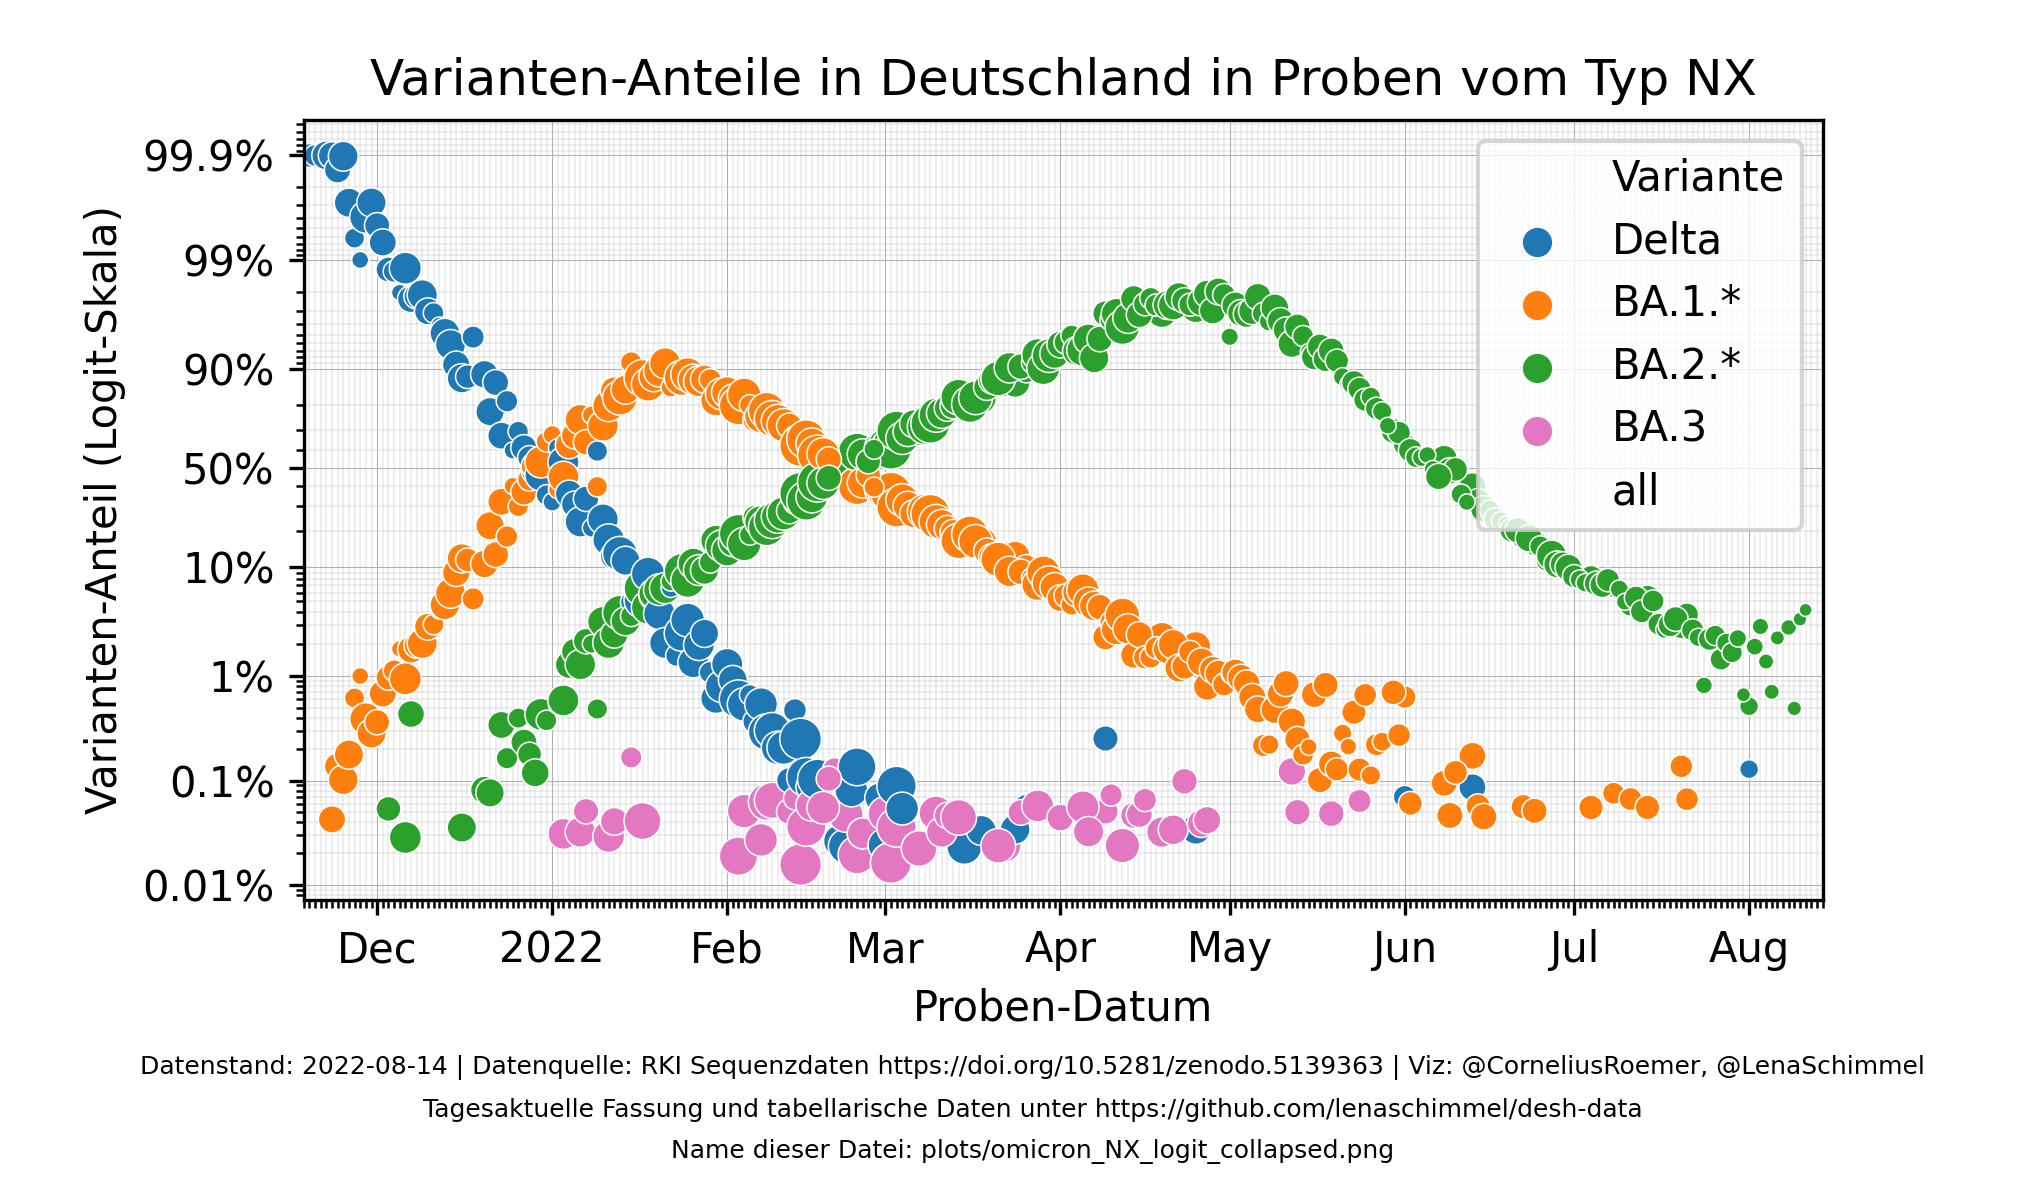 Varianten-Anteile in Deutschland in Proben vom Typ NX
Varianten-Anteil (Logit-Skala)
99.9%
99%
90%
50%
10%
1%
0.1%
0.01%
Variante
Delta
BA.1.*
BA.2.*
BA.3
all
Dec 2022 Feb Mar Apr May Jun Jul Aug
Proben-Datum
Datenstand: 2022-08-14 | Datenquelle: RKI Sequenzdaten https://doi.org/10.5281/zenodo.5139363 | Viz: @CorneliusRoemer, @LenaSchimmel
Tagesaktuelle Fassung und tabellarische Daten unter https://github.com/lenaschimmel/desh-data
Name dieser Datei: plots/omicron_NX_logit_collapsed.png